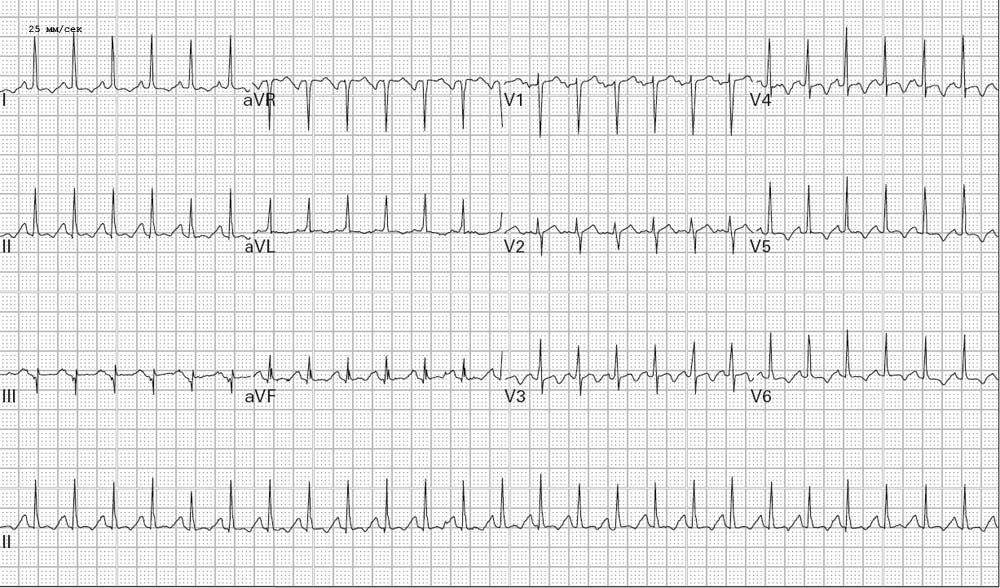 25 мм/сек
I aVR V1 V4
II aVL V2 V5
III aVF V3 V6
II